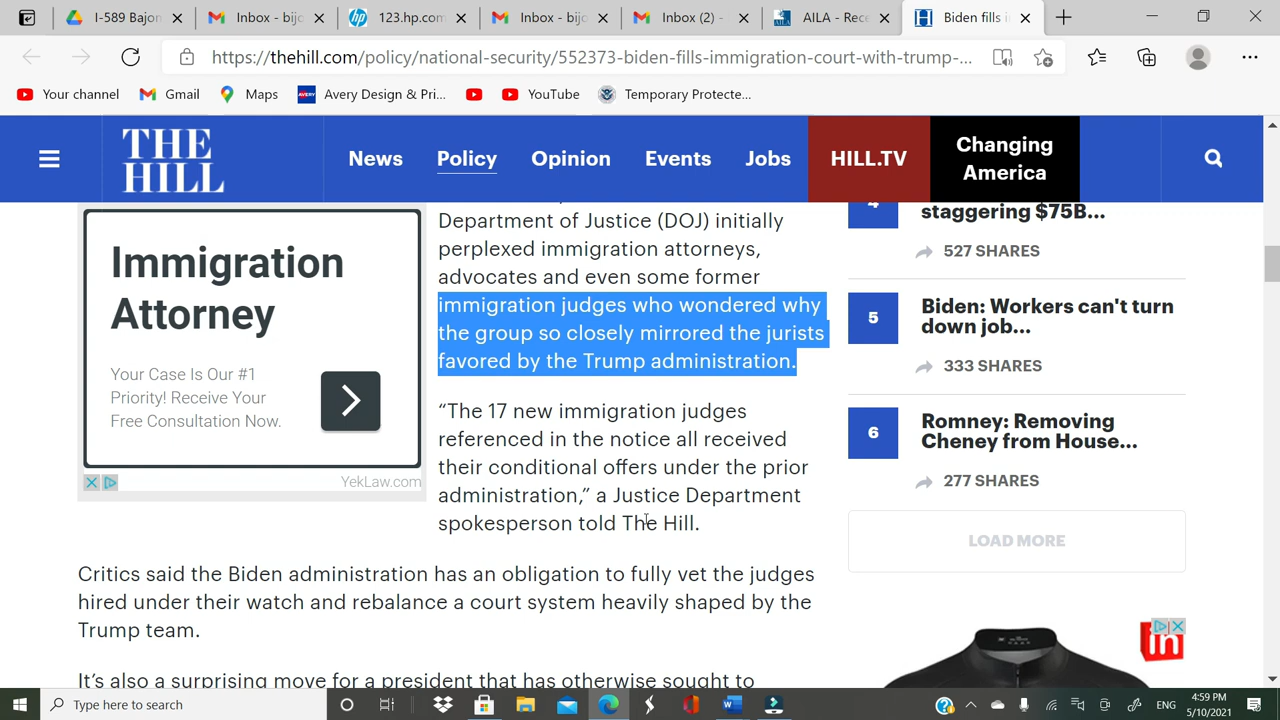 I-589 Bajon
Inbox - bijc
123.hp.com
Inbox - bijc
Inbox (2)
AILA - Rece
Biden fills i
https://thehill.com/policy/national-security/552373-biden-fills-immigration-court-with-trump-...
Your channel
Gmail
Maps
Avery Design & Pri...
YouTube
Temporary Protecte...
THE
HILL
News
Policy
Opinion
Events
Jobs
HILL.TV
Changing
America
Immigration
Attorney
Your Case Is Our #1
Priority! Receive Your
Free Consultation Now.
YekLaw.com
Department of Justice (DOJ) initially
perplexed immigration attorneys,
advocates and even some former
immigration judges who wondered why
the group so closely mirrored the jurists
favored by the Trump administration.
“The 17 new immigration judges
referenced in the notice all received
their conditional offers under the prior
administration,” a Justice Department
spokesperson told The Hill.
Critics said the Biden administration has an obligation to fully vet the judges
hired under their watch and rebalance a court system heavily shaped by the
Trump team.
It’s also a surprising move for a president that has otherwise sought to
4
staggering $75B...
527 SHARES
5
Biden: Workers can't turn
down job...
333 SHARES
6
Romney: Removing
Cheney from House...
277 SHARES
LOAD MORE
in
Type here to search
ENG
4:59 PM
5/10/2021